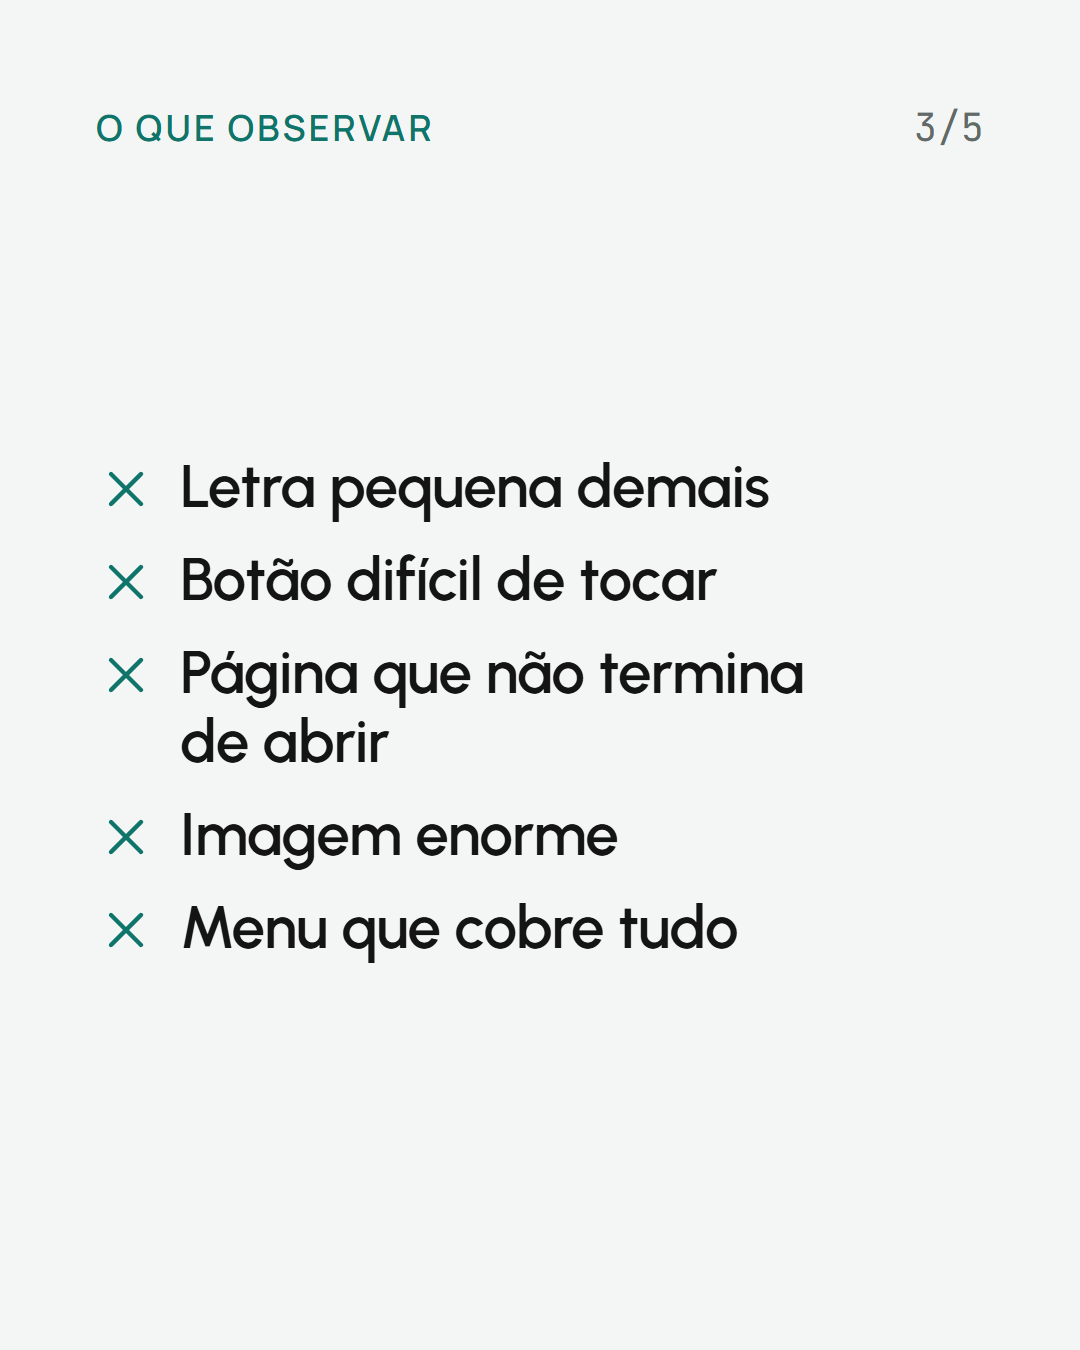 O QUE OBSERVAR
3/5
Letra pequena demais
Botão difícil de tocar
Página que não termina
de abrir
Imagem enorme
Menu que cobre tudo